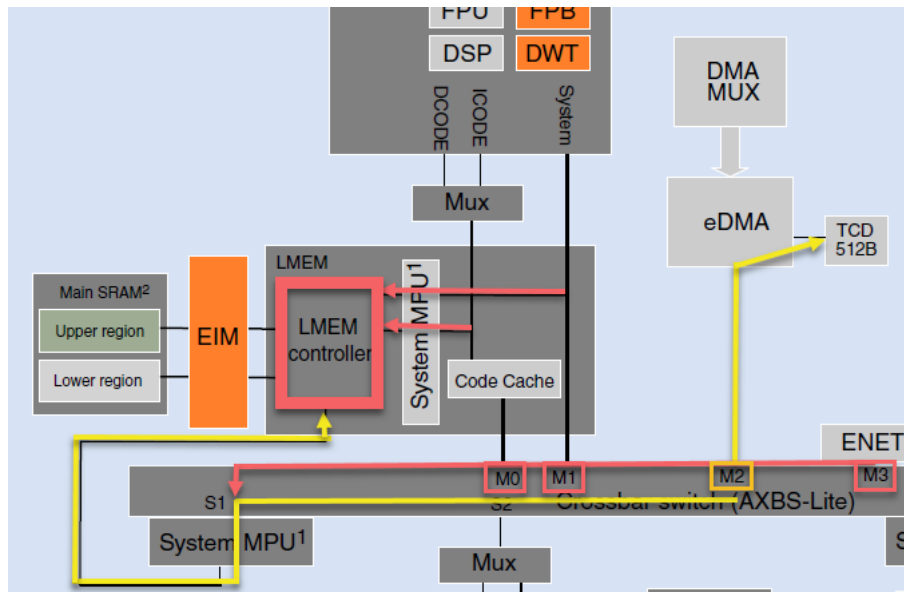 FPU
FPB
DSP
DWT
DCODE
ICODE
System
DMA
MUX
Mux
eDMA
TCD
512B
LMEM
Main SRAM2
Upper region
Lower region
EIM
LMEM
controller
System MPU1
Code Cache
ENET
M0
M1
M2
M3
S1
S2
Crossbar switch (AXBS-Lite)
System MPU1
S
Mux